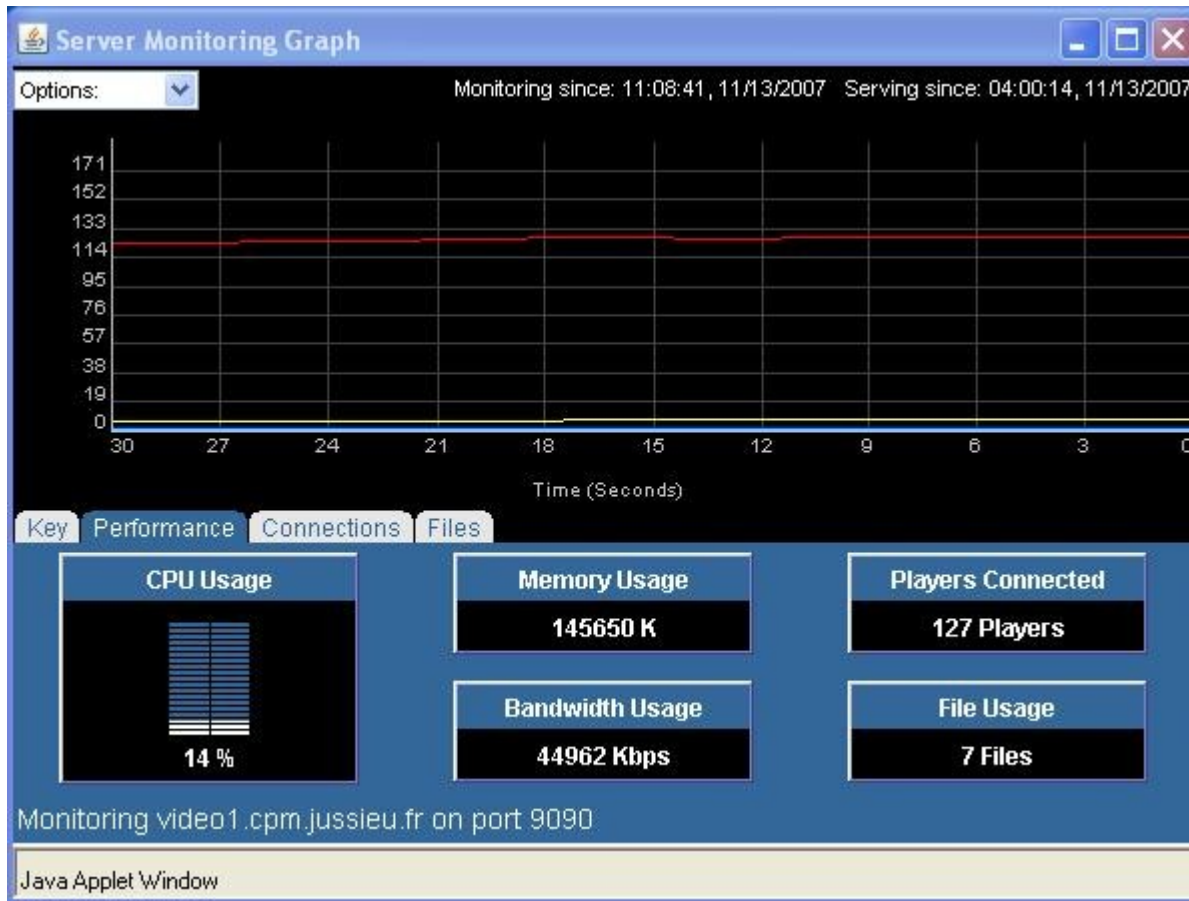 Server Monitoring Graph
Options:
Monitoring since: 11:08:41, 11/13/2007 Serving since: 04:00:14, 11/13/2007
171
152
133
114
95
76
57
38
19
0
30 27 24 21 18 15 12 9 6 3 0
Time (Seconds)
Key Performance Connections Files
CPU Usage
14 %
Memory Usage
145650 K
Players Connected
127 Players
Bandwidth Usage
44962 Kbps
File Usage
7 Files
Monitoring video1.cpm.jussieu.fr on port 9090
Java Applet Window